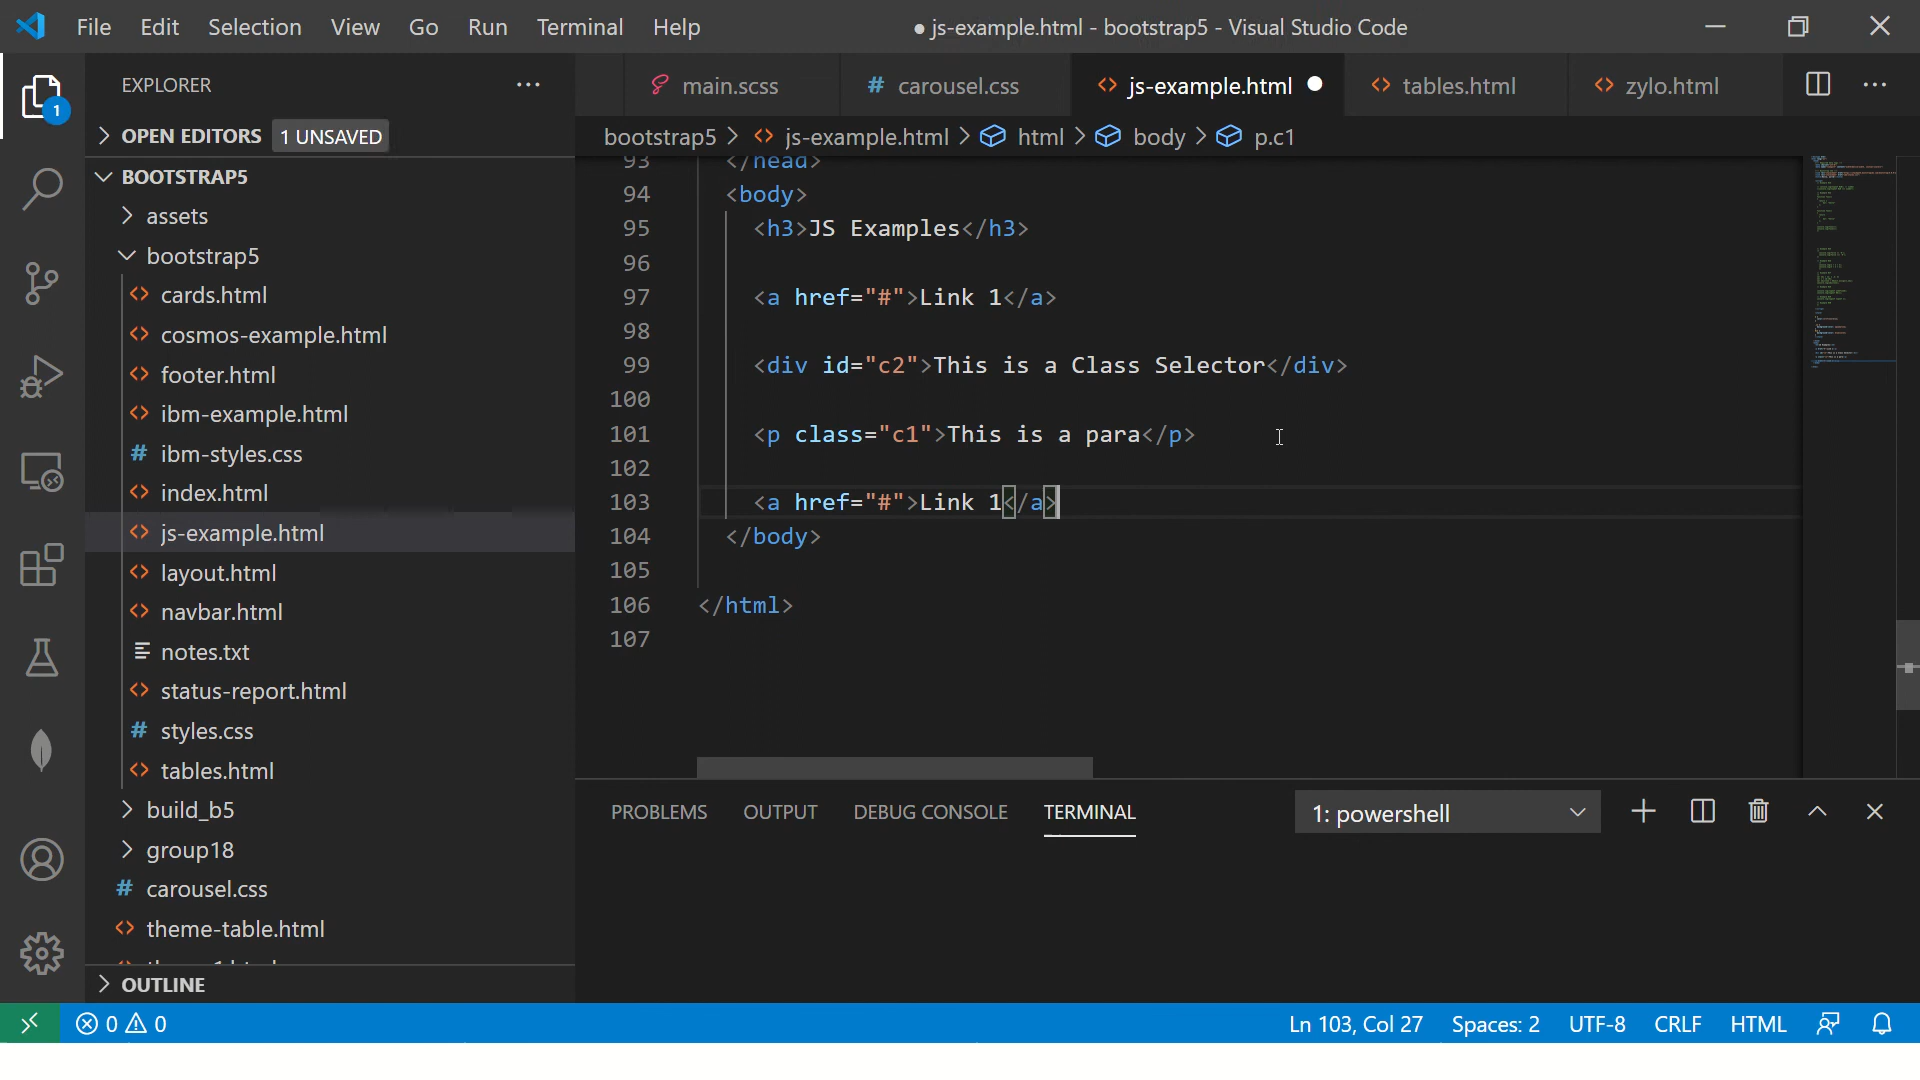 File Edit Selection View Go Run Terminal Help
● js-example.html - bootstrap5 - Visual Studio Code
EXPLORER
1
OPEN EDITORS 1 UNSAVED
BOOTSTRAP5
assets
bootstrap5
cards.html
cosmos-example.html
footer.html
ibm-example.html
# ibm-styles.css
index.html
js-example.html
layout.html
navbar.html
notes.txt
status-report.html
# styles.css
tables.html
build_b5
group18
# carousel.css
theme-table.html
OUTLINE
main.scss # carousel.css js-example.html ● tables.html zylo.html
bootstrap5 > js-example.html > html > body > p.c1
93 </head>
94 <body>
95 <h3>JS Examples</h3>
96
97 <a href="#">Link 1</a>
98
99 <div id="c2">This is a Class Selector</div>
100
101 <p class="c1">This is a para</p>
102
103 <a href="#">Link 1</a>
104 </body>
105
106 </html>
107
PROBLEMS OUTPUT DEBUG CONSOLE TERMINAL 1: powershell
0 0 Ln 103, Col 27 Spaces: 2 UTF-8 CRLF HTML